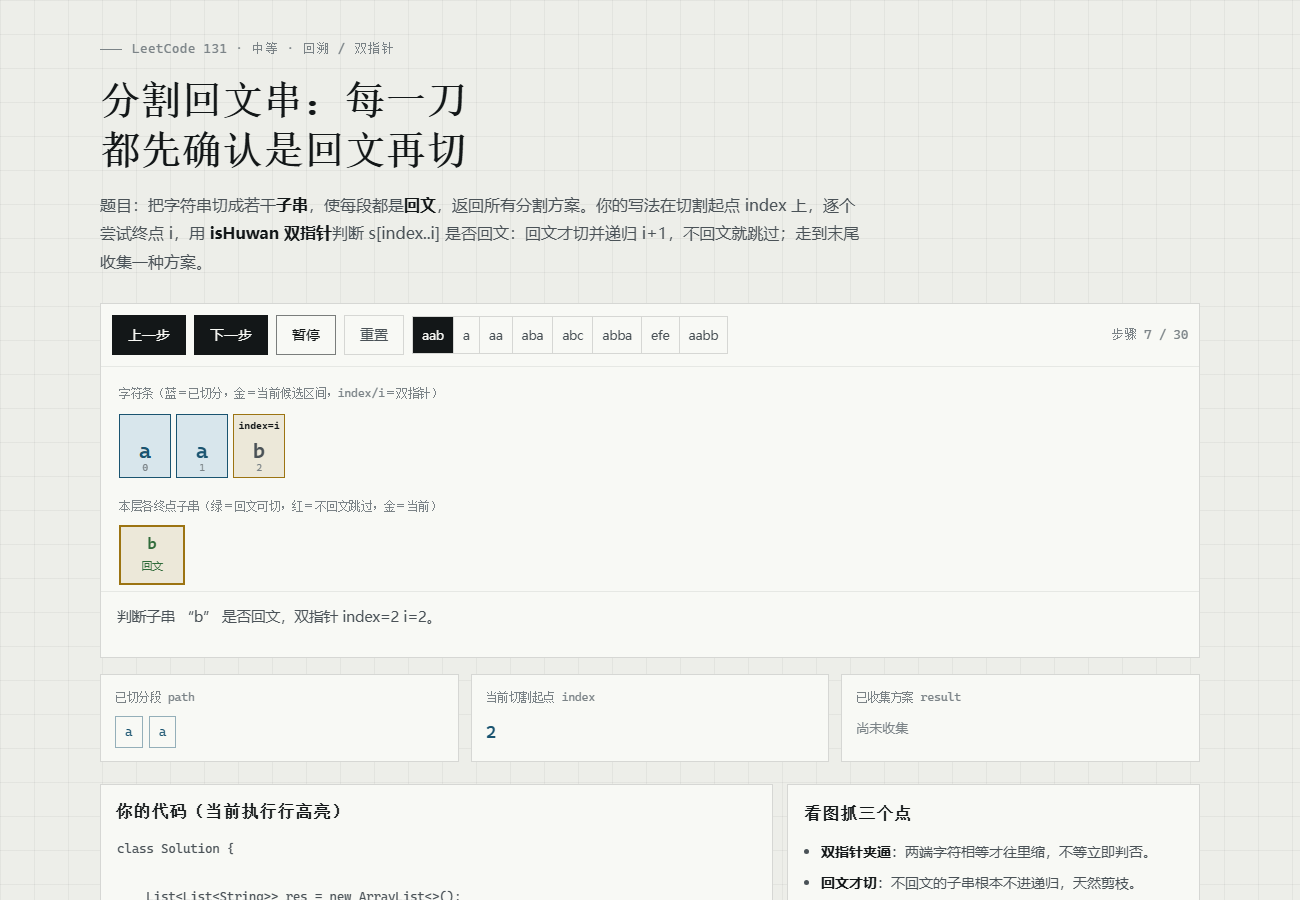 LeetCode 131 · 中等 · 回溯 / 双指针
分割回文串：每一刀
都先确认是回文再切
题目：把字符串切成若干子串，使每段都是回文，返回所有分割方案。你的写法在切割起点 index 上，逐个
尝试终点 i，用 isHuwan 双指针判断 s[index..i] 是否回文：回文才切并递归 i+1，不回文就跳过；走到末尾
收集一种方案。
上一步 下一步 暂停 重置 aab a aa aba abc abba efe aabb 步骤 7 / 30
字符条（蓝＝已切分，金＝当前候选区间，index/i＝双指针）
index=i
a a b
0 1 2
本层各终点子串（绿＝回文可切，红＝不回文跳过，金＝当前）
b
回文
判断子串 “b” 是否回文，双指针 index=2 i=2。
已切分段 path
a a
当前切割起点 index
2
已收集方案 result
尚未收集
你的代码（当前执行行高亮）
class Solution {
List<List<String>> res = new ArrayList<>();
看图抓三个点
双指针夹逼：两端字符相等才往里缩，不等立即判否。
回文才切：不回文的子串根本不进递归，天然剪枝。